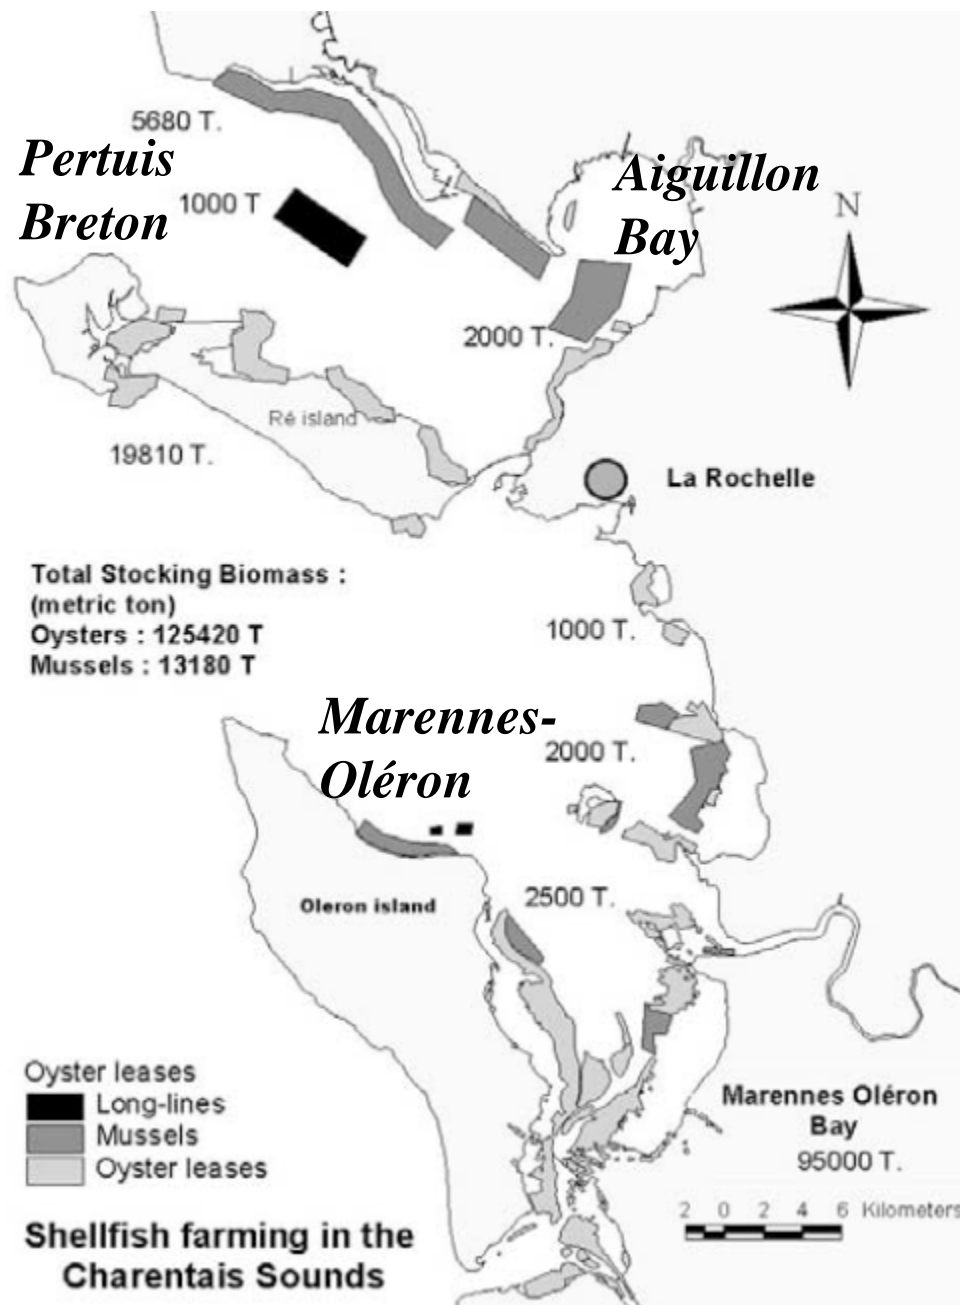 5680 T.
Pertuis
Breton
1000 T
Aiguillon
Bay
N
2000 T.
Ré island
19810 T.
La Rochelle
Total Stocking Biomass :
(metric ton)
Oysters : 125420 T
Mussels : 13180 T
1000 T.
Marennes-
Oléron
2000 T.
Oleron island
2500 T.
Oyster leases
Long-lines
Mussels
Oyster leases
Marennes Oléron
Bay
95000 T.
2 0 2 4 6 Kilometers
Shellfish farming in the
Charentais Sounds